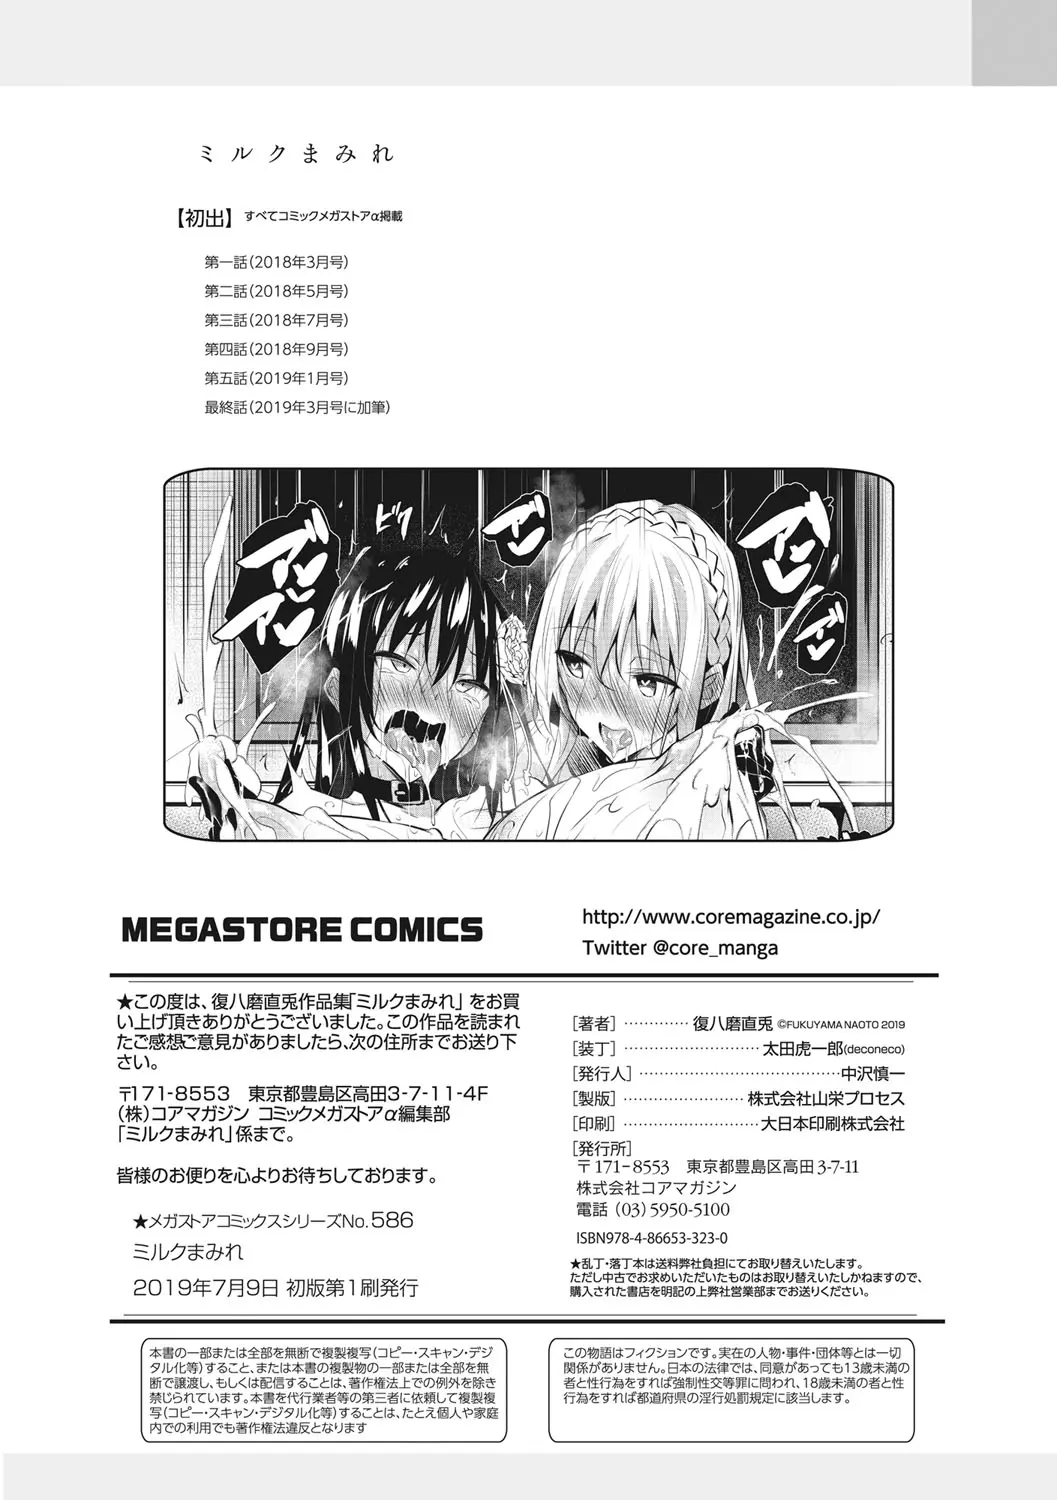 ミルクまみれ
【初出】 すべてコミックメガストアα掲載
第一話(2018年3月号)
第二話(2018年5月号)
第三話(2018年7月号)
第四話(2018年9月号)
第五話(2019年1月号)
最終話(2019年3月号に加筆)
アン♡
アン♡
ビク
アン♡
アン♡
アン♡
MEGASTORE COMICS
http://www.coremagazine.co.jp/
Twitter @core_manga
★この度は、復八磨直兎作品集「ミルクまみれ」をお買
い上げ頂きありがとうございました。この作品を読まれ
たご感想ご意見がありましたら、次の住所までお送り下
さい。
〒171-8553 東京都豊島区高田3-7-11-4F
(株)コアマガジン コミックメガストアα編集部
「ミルクまみれ」係まで。
皆様のお便りを心よりお待ちしております。
★メガストアコミックスシリーズNo.586
ミルクまみれ
2019年7月9日 初版第1刷発行
[著者] ………… 復八磨直兎 ©FUKUYAMA NAOTO 2019
[装丁] ………… 太田虎一郎(deconeco)
[発行人] ………… 中沢慎一
[製版] ………… 株式会社山栄プロセス
[印刷] ………… 大日本印刷株式会社
[発行所]
〒171-8553 東京都豊島区高田3-7-11
株式会社コアマガジン
電話 (03)5950-5100
ISBN978-4-86653-323-0
★乱丁・落丁本は送料弊社負担にてお取り替えいたします。
ただし中古でお求めいただいたものはお取り替えいたしかねますので、
購入された書店を明記の上弊社営業部までお送りください。
本書の一部または全部を無断で複製複写(コピー・スキャン・デジ
タル化等)すること、または本書の複製物の一部または全部を無
断で譲渡し、もしくは配信することは、著作権法上での例外を除き
禁じられています。本書を代行業者等の第三者に依頼して複製複
写(コピー・スキャン・デジタル化等)することは、たとえ個人や家庭
内での利用でも著作権法違反となります
この物語はフィクションです。実在の人物・事件・団体等とは一切
関係がありません。日本の法律では、同意があっても13歳未満の
者と性行為をすれば強制性交等罪に問われ、18歳未満の者と性
行為をすれば都道府県の淫行処罰規定に該当します。